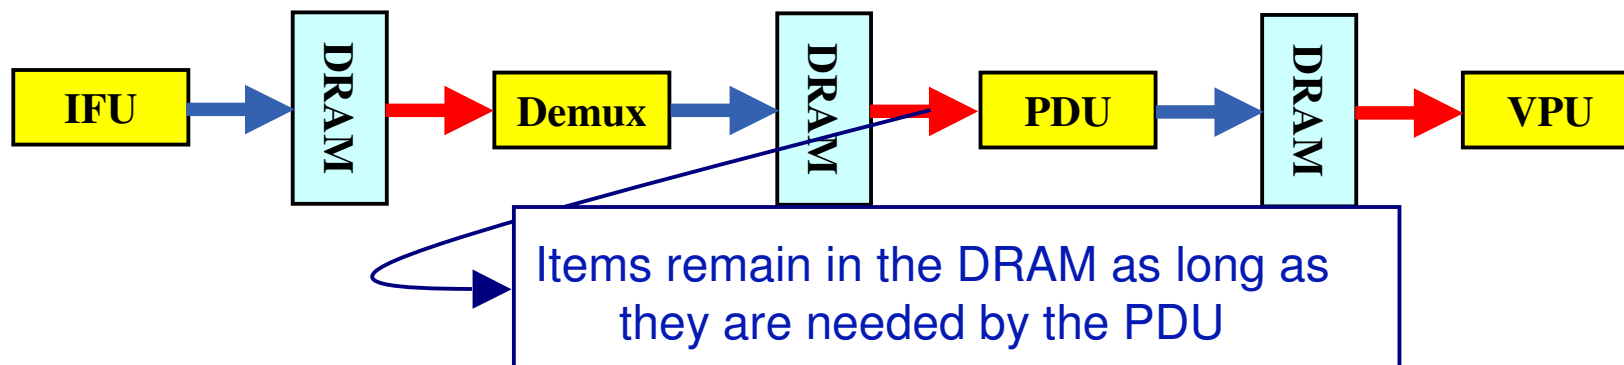 IFU
DRAM
Demux
DRAM
PDU
DRAM
VPU
Items remain in the DRAM as long as
they are needed by the PDU